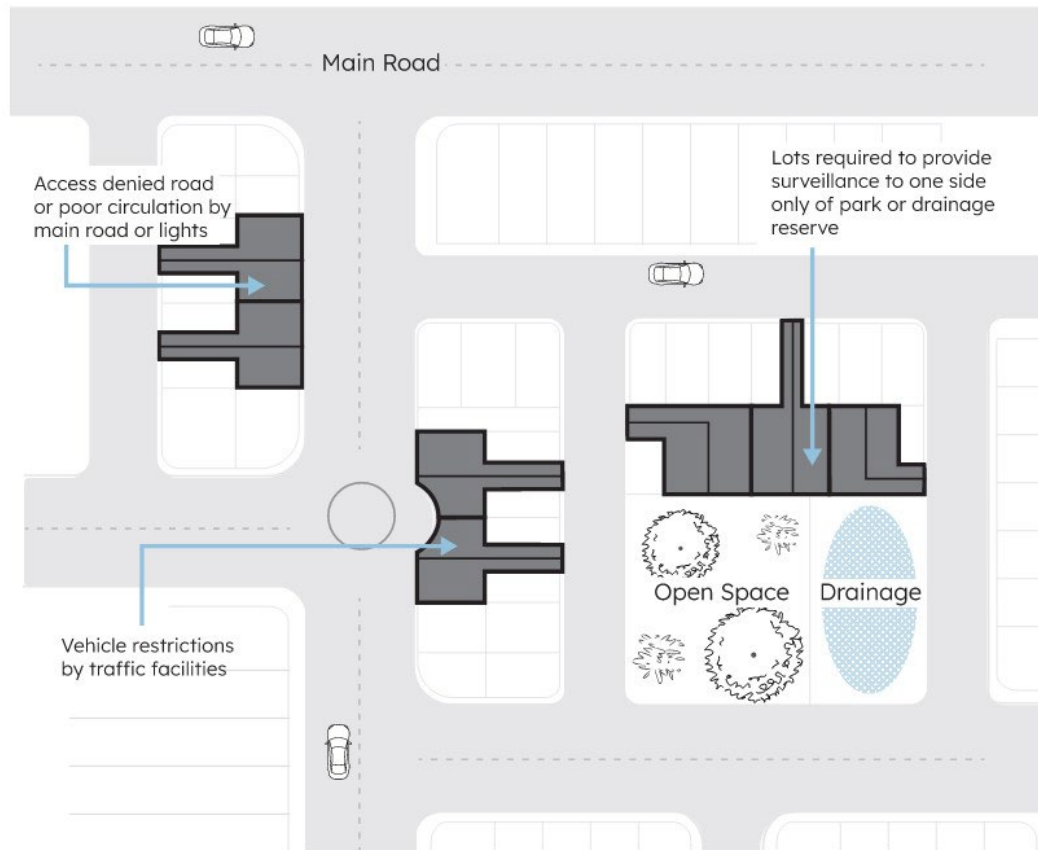 Main Road
Access denied road
or poor circulation by
main road or lights
Lots required to provide
surveillance to one side
only of park or drainage
reserve
Open Space
Drainage
Vehicle restrictions
by traffic facilities